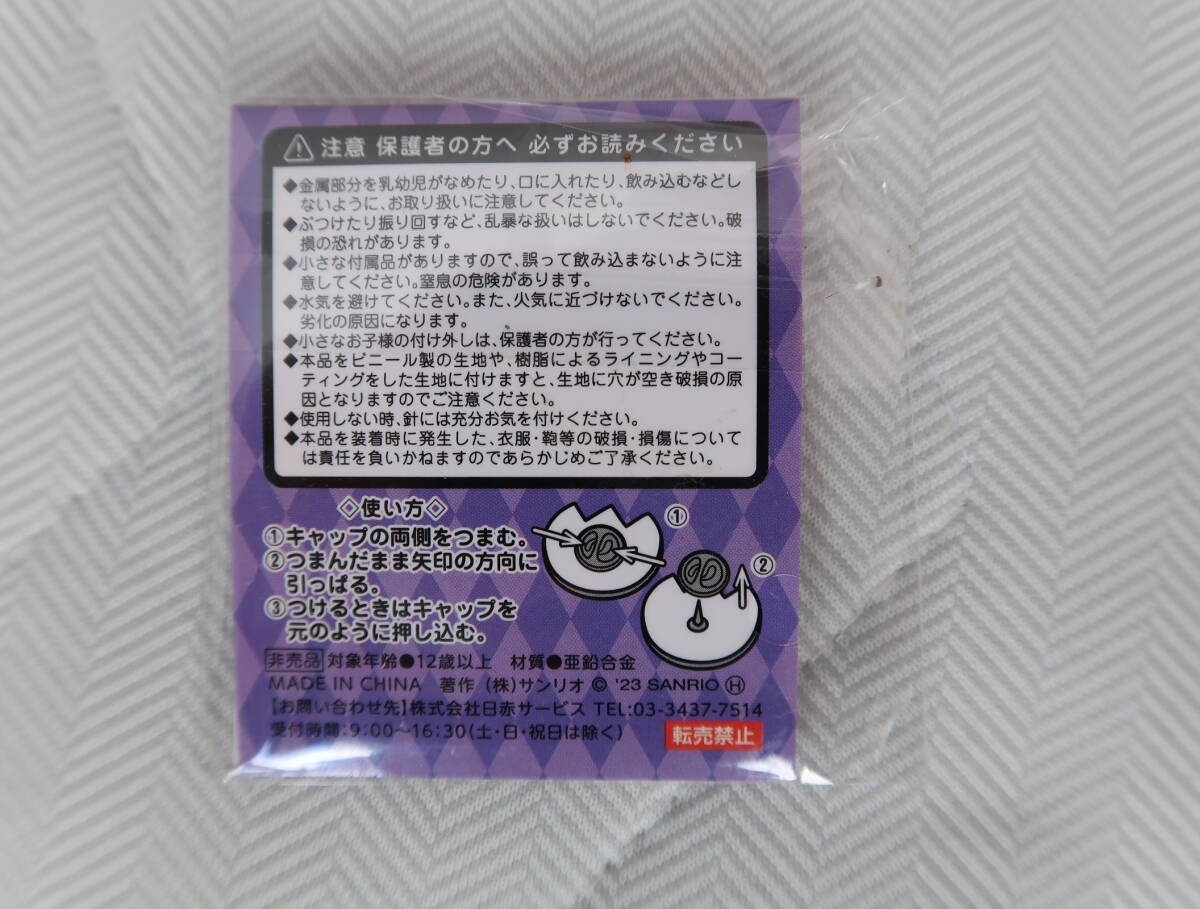 ⚠ 注意 保護者の方へ 必ずお読みください
◆金属部分を乳幼児がなめたり、口に入れたり、飲み込むなどし
ないように、お取り扱いに注意してください。
◆ぶつけたり振り回すなど、乱暴な扱いはしないでください。破
損の恐れがあります。
◆小さな付属品がありますので、誤って飲み込まないように注
意してください。窒息の危険があります。
◆水気を避けてください。また、火気に近づけないでください。
劣化の原因になります。
◆小さなお子様の付け外しは、保護者の方が行ってください。
◆本品をビニール製の生地や、樹脂によるライニングやコー
ティングをした生地に付けますと、生地に穴が空き破損の原
因となりますのでご注意ください。
◆使用しない時、針には充分お気を付けください。
◆本品を装着時に発生した、衣服・鞄等の破損・損傷について
は責任を負いかねますのであらかじめご了承ください。
◇使い方◇
①キャップの両側をつまむ。
②つまんだまま矢印の方向に
引っぱる。
③つけるときはキャップを
元のように押し込む。
①
②
非売品 対象年齢●12歳以上 材質●亜鉛合金
MADE IN CHINA 著作 (株)サンリオ © '23 SANRIO Ⓗ
【お問い合わせ先】株式会社日赤サービス TEL:03-3437-7514
受付時間:9:00〜16:30(土・日・祝日は除く)
転売禁止